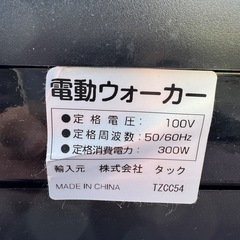 電動ウォーカー
●定格電圧: 100V
●定格周波数: 50/60Hz
●定格消費電力: 300W
輸入元 株式会社 タック
MADE IN CHINA TZCC54